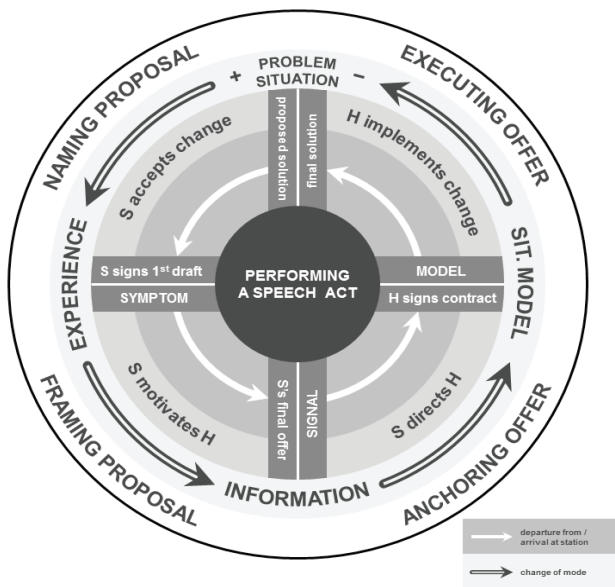 NAMING PROPOSAL
EXECUTING OFFER
+ PROBLEM −
SITUATION
S accepts change
proposed solution
final solution
H implements change
EXPERIENCE
S signs 1st draft
SYMPTOM
PERFORMING
A SPEECH ACT
MODEL
H signs contract
SIT. MODEL
S motivates H
S's final offer
SIGNAL
S directs H
FRAMING PROPOSAL
INFORMATION
ANCHORING OFFER
departure from /
arrival at station
change of mode